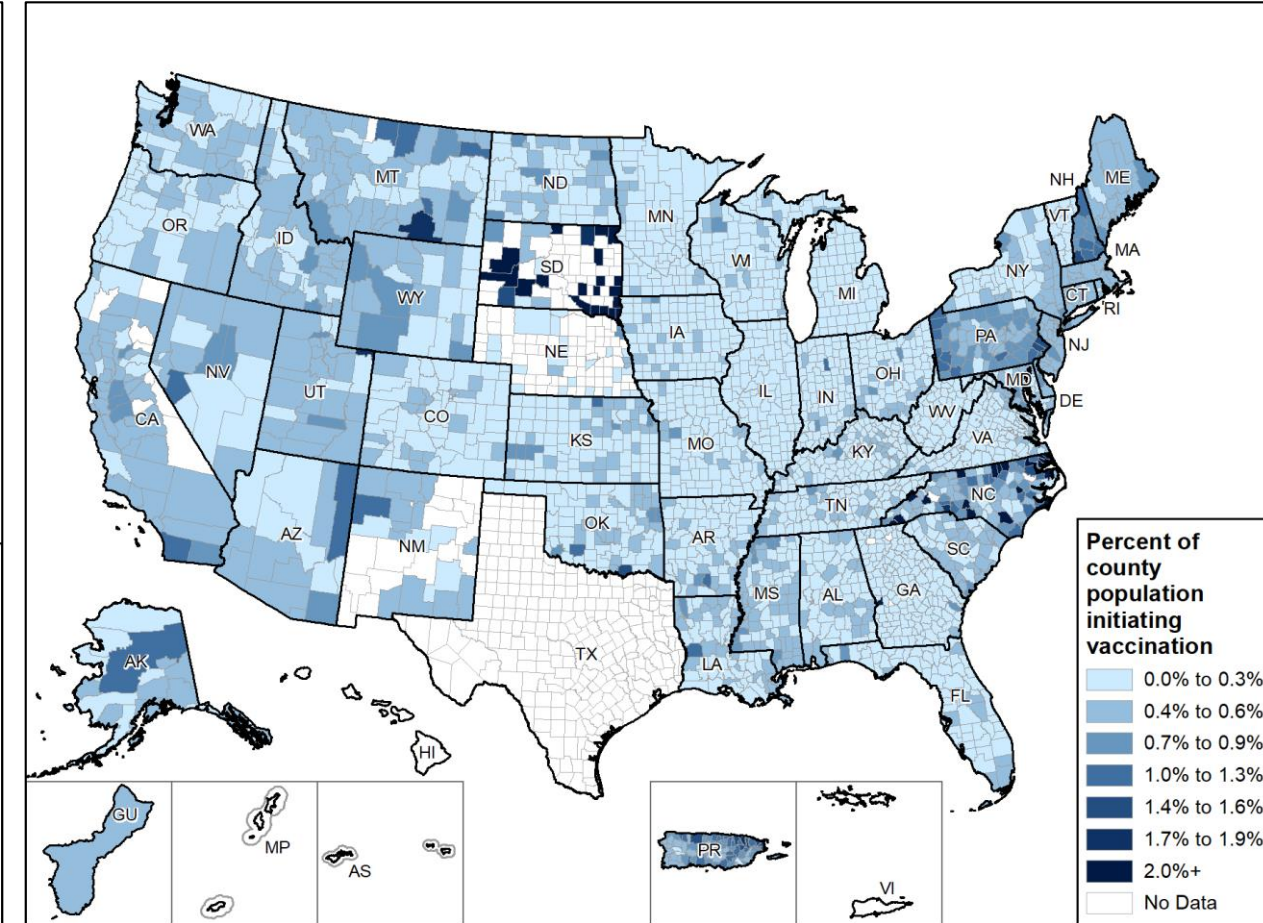 WA
MT
ND
MN
OR
ID
SD
WI
WY
MI
NY
VT
NH
ME
MA
CT
'RI
PA
NJ
NE
IA
NV
UT
CO
IL
IN
OH
MD
DE
CA
KS
MO
WV
KY
VA
AZ
NM
OK
AR
TN
NC
SC
MS
AL
GA
TX
LA
FL
AK
HI
GU
MP
AS
PR
VI
Percent of
county
population
initiating
vaccination
0.0% to 0.3%
0.4% to 0.6%
0.7% to 0.9%
1.0% to 1.3%
1.4% to 1.6%
1.7% to 1.9%
2.0%+
No Data